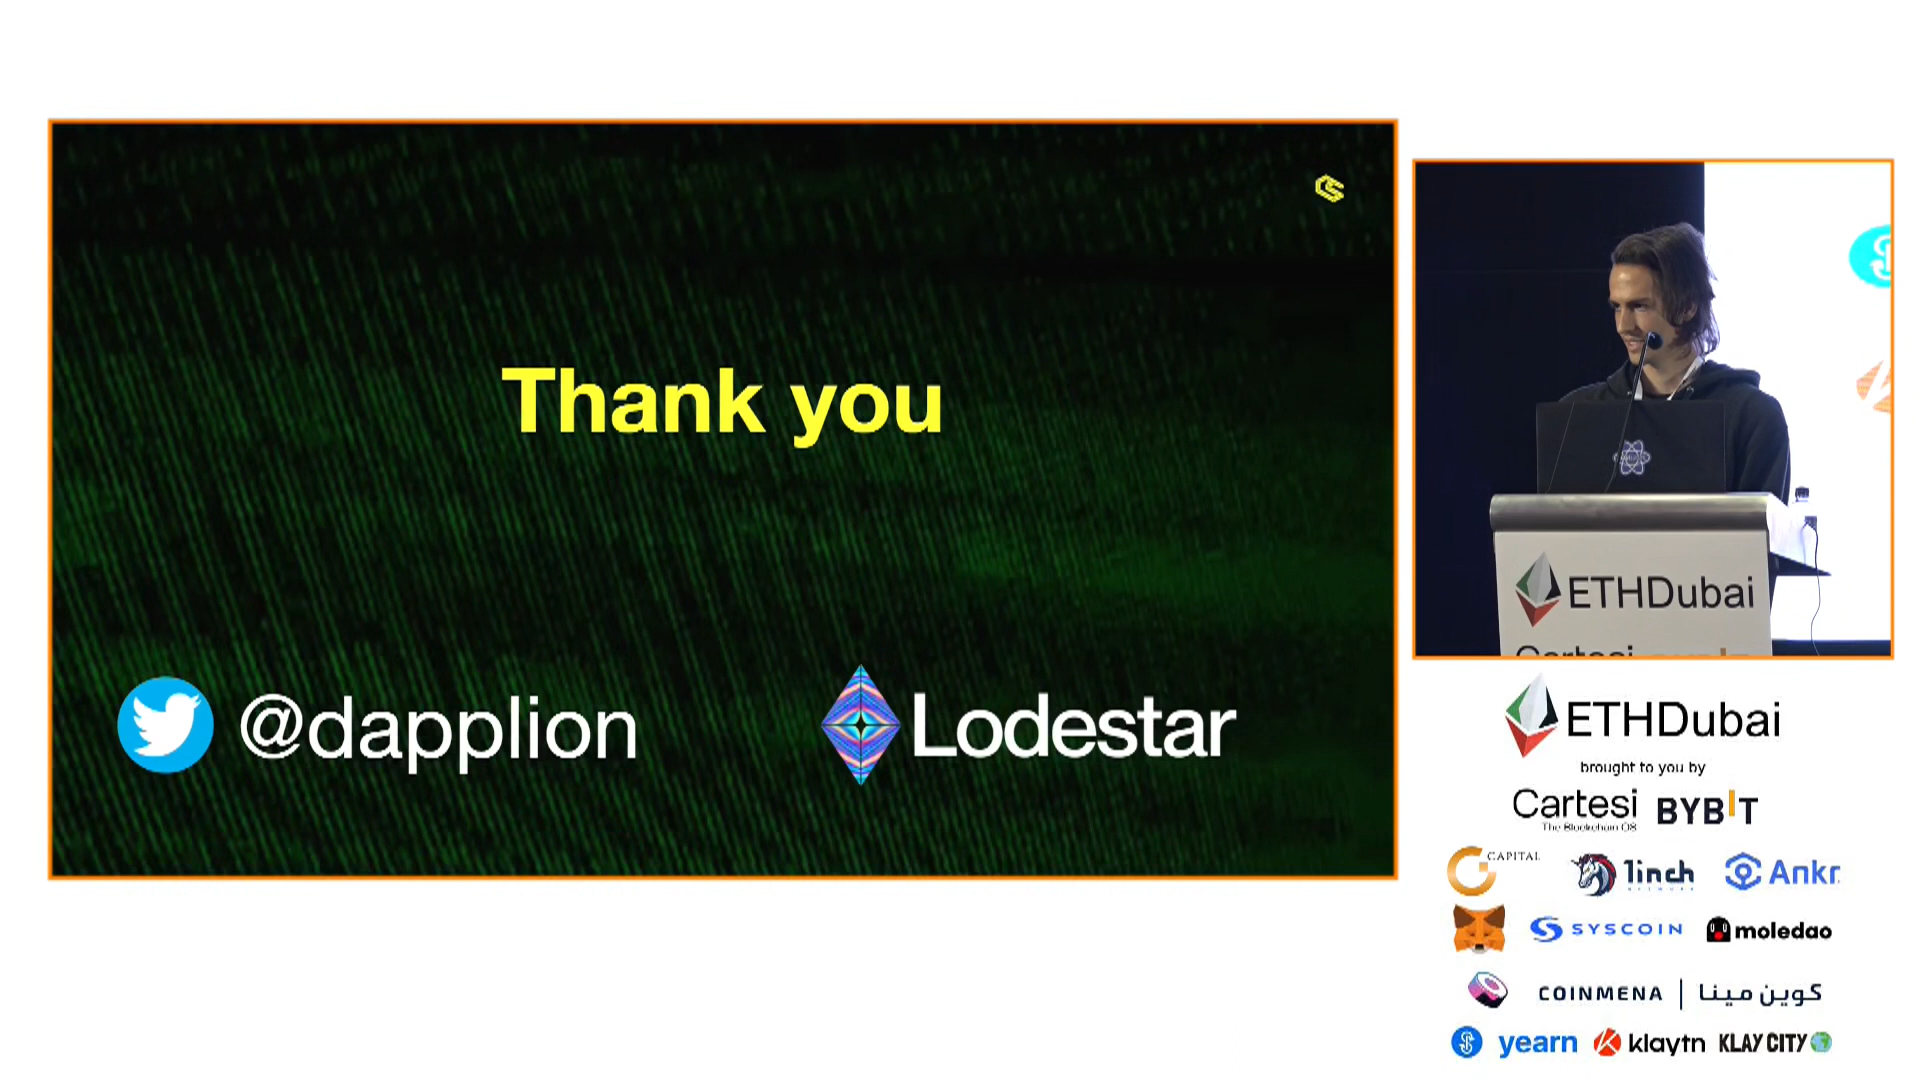 Thank you
@dapplion
Lodestar
ETHDubai
ETHDubai
brought to you by
Cartesi
The Blockchain OS
BYBIT
CAPITAL
1inch
NETWORK
Ankr
SYSCOIN
moledao
COINMENA | كوين مينا
yearn
klaytn
KLAY CITY